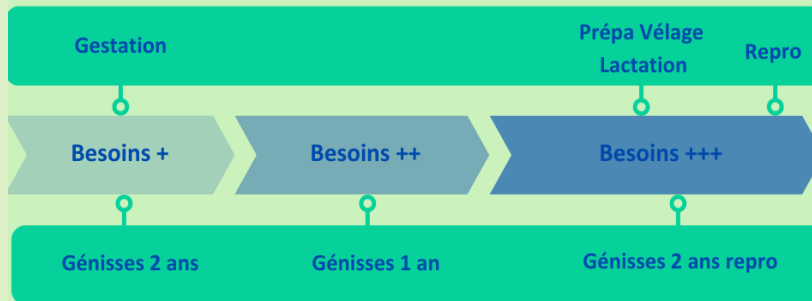 Gestation
Prépa Vélage
Lactation
Repro
Besoins +
Besoins ++
Besoins +++
Génisses 2 ans
Génisses 1 an
Génisses 2 ans repro